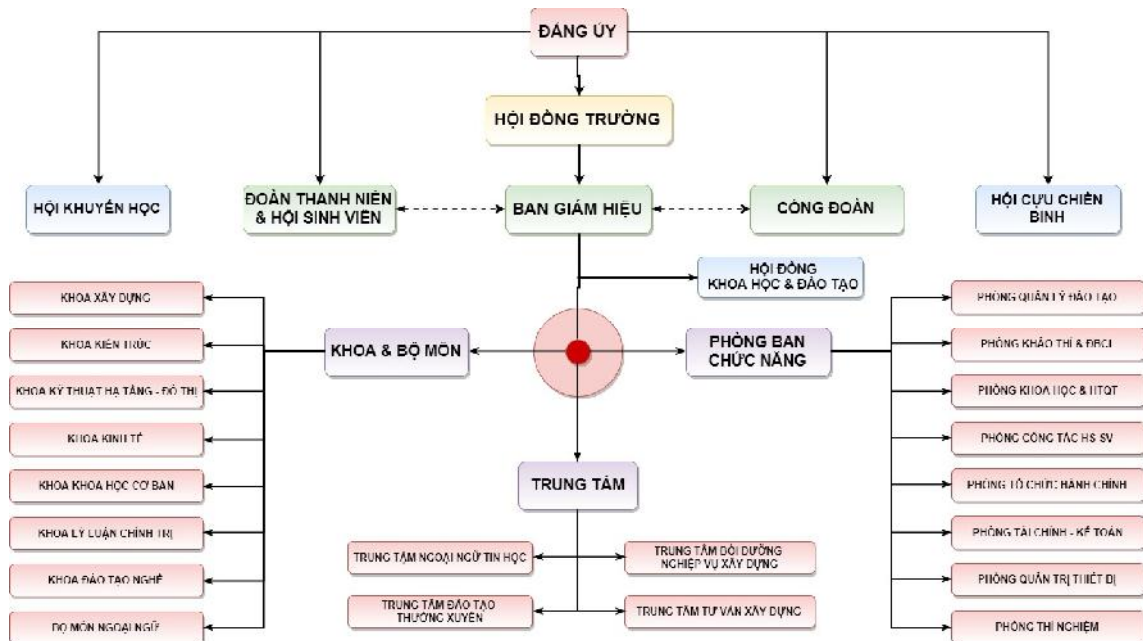 ĐẢNG ỦY
HỘI ĐỒNG TRƯỜNG
HỘI KHUYẾN HỌC
ĐOÀN THANH NIÊN
& HỘI SINH VIÊN
BAN GIÁM HIỆU
CÔNG ĐOÀN
HỘI CỰU CHIẾN
BINH
HỘI ĐỒNG
KHOA HỌC & ĐÀO TẠO
KHOA & BỘ MÔN
PHÒNG BAN
CHỨC NĂNG
KHOA XÂY DỰNG
KHOA KIẾN TRÚC
KHOA KỸ THUẬT HẠ TẦNG - ĐÔ THỊ
KHOA KINH TẾ
KHOA KHOA HỌC CƠ BẢN
KHOA LÝ LUẬN CHÍNH TRỊ
KHOA ĐÀO TẠO NGHỀ
BỘ MÔN NGOẠI NGỮ
TRUNG TÂM
TRUNG TÂM NGOẠI NGỮ TIN HỌC
TRUNG TÂM BỒI DƯỠNG
NGHIỆP VỤ XÂY DỰNG
TRUNG TÂM ĐÀO TẠO
THƯỜNG XUYÊN
TRUNG TÂM TƯ VẤN XÂY DỰNG
PHÒNG QUẢN LÝ ĐÀO TẠO
PHÒNG KHẢO THÍ & ĐBCL
PHÒNG KHOA HỌC & HTQT
PHÒNG CÔNG TÁC HS SV
PHÒNG TỔ CHỨC HÀNH CHÍNH
PHÒNG TÀI CHÍNH - KẾ TOÁN
PHÒNG QUẢN TRỊ THIẾT BỊ
PHÒNG THÍ NGHIỆM